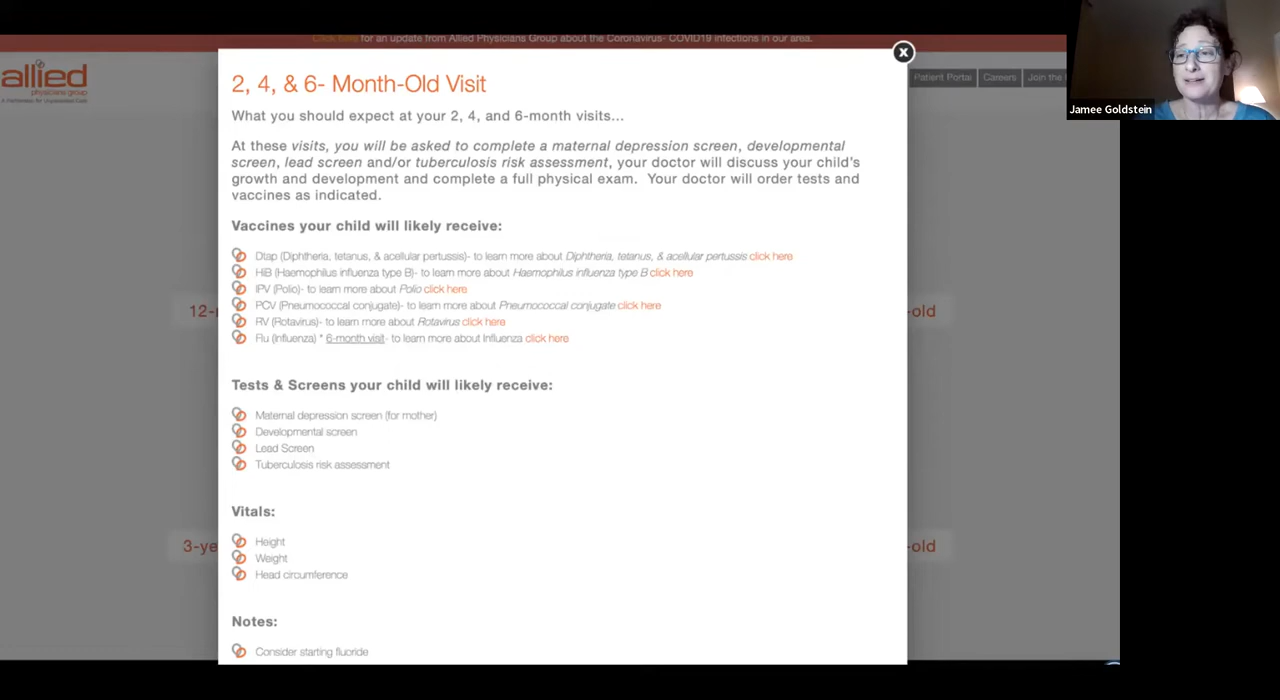 Click here for an update from Allied Physicians Group about the Coronavirus- COVID19 infections in our area.
allied
physicians group
Patient Portal
Careers
Join the
Jamee Goldstein
2, 4, & 6- Month-Old Visit
What you should expect at your 2, 4, and 6-month visits...
At these visits, you will be asked to complete a maternal depression screen, developmental
screen, lead screen and/or tuberculosis risk assessment, your doctor will discuss your child's
growth and development and complete a full physical exam. Your doctor will order tests and
vaccines as indicated.
Vaccines your child will likely receive:
Dtap (Diphtheria, tetanus, & acellular pertussis)- to learn more about Diphtheria, tetanus, & acellular pertussis click here
HiB (Haemophilus influenza type B)- to learn more about Haemophilus influenza type B click here
IPV (Polio)- to learn more about Polio click here
PCV (Pneumococcal conjugate)- to learn more about Pneumococcal conjugate click here
RV (Rotavirus)- to learn more about Rotavirus click here
Flu (Influenza) * 6-month visit- to learn more about Influenza click here
12-
-old
Tests & Screens your child will likely receive:
Maternal depression screen (for mother)
Developmental screen
Lead Screen
Tuberculosis risk assessment
Vitals:
Height
Weight
Head circumference
3-ye
-old
Notes:
Consider starting fluoride